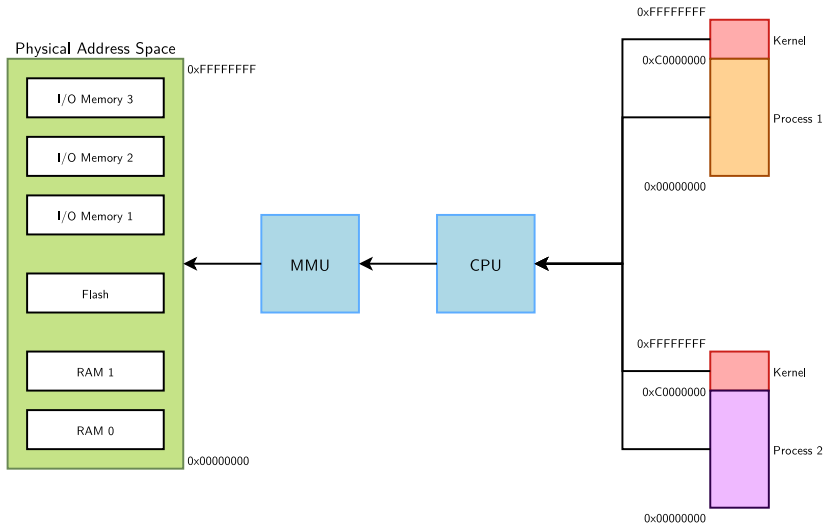 Physical Address Space
0xFFFFFFFF
I/O Memory 3
I/O Memory 2
I/O Memory 1
Flash
RAM 1
RAM 0
0x00000000
MMU
CPU
0xFFFFFFFF
Kernel
0xC0000000
Process 1
0x00000000
0xFFFFFFFF
Kernel
0xC0000000
Process 2
0x00000000